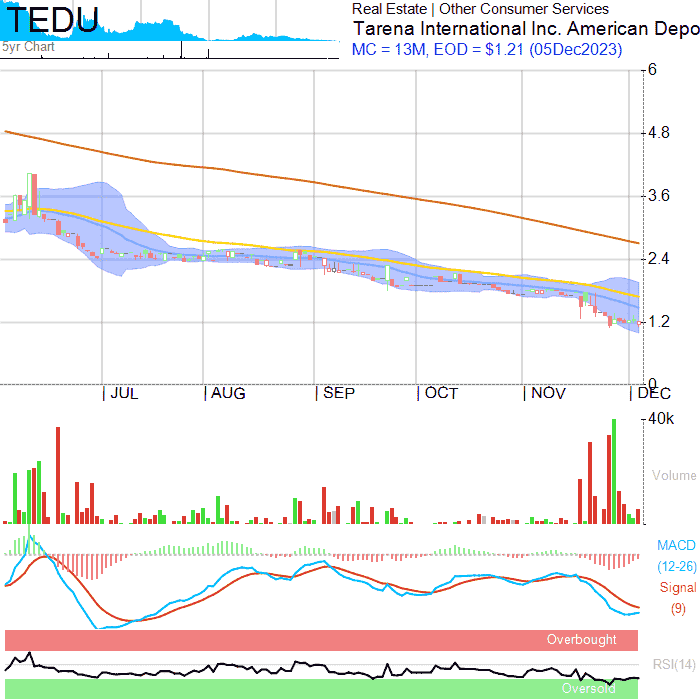 TEDU
5yr Chart
Real Estate | Other Consumer Services
Tarena International Inc. American Depo
MC = 13M, EOD = $1.21 (05Dec2023)
6
4.8
3.6
2.4
1.2
0
JUL AUG SEP OCT NOV DEC
40k
Volume
MACD
(12-26)
Signal
(9)
Overbought
RSI(14)
Oversold